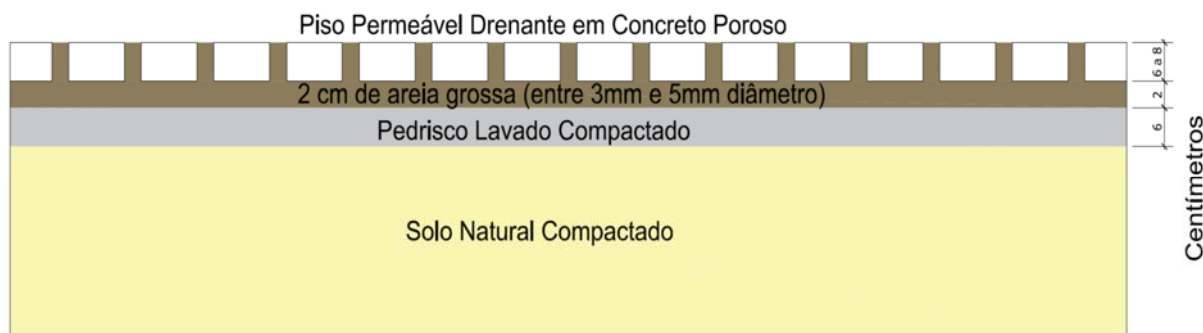 Piso Permeável Drenante em Concreto Poroso
6 a 8
2 cm de areia grossa (entre 3mm e 5mm diâmetro)
2
Pedrisco Lavado Compactado
6
Solo Natural Compactado
Centímetros